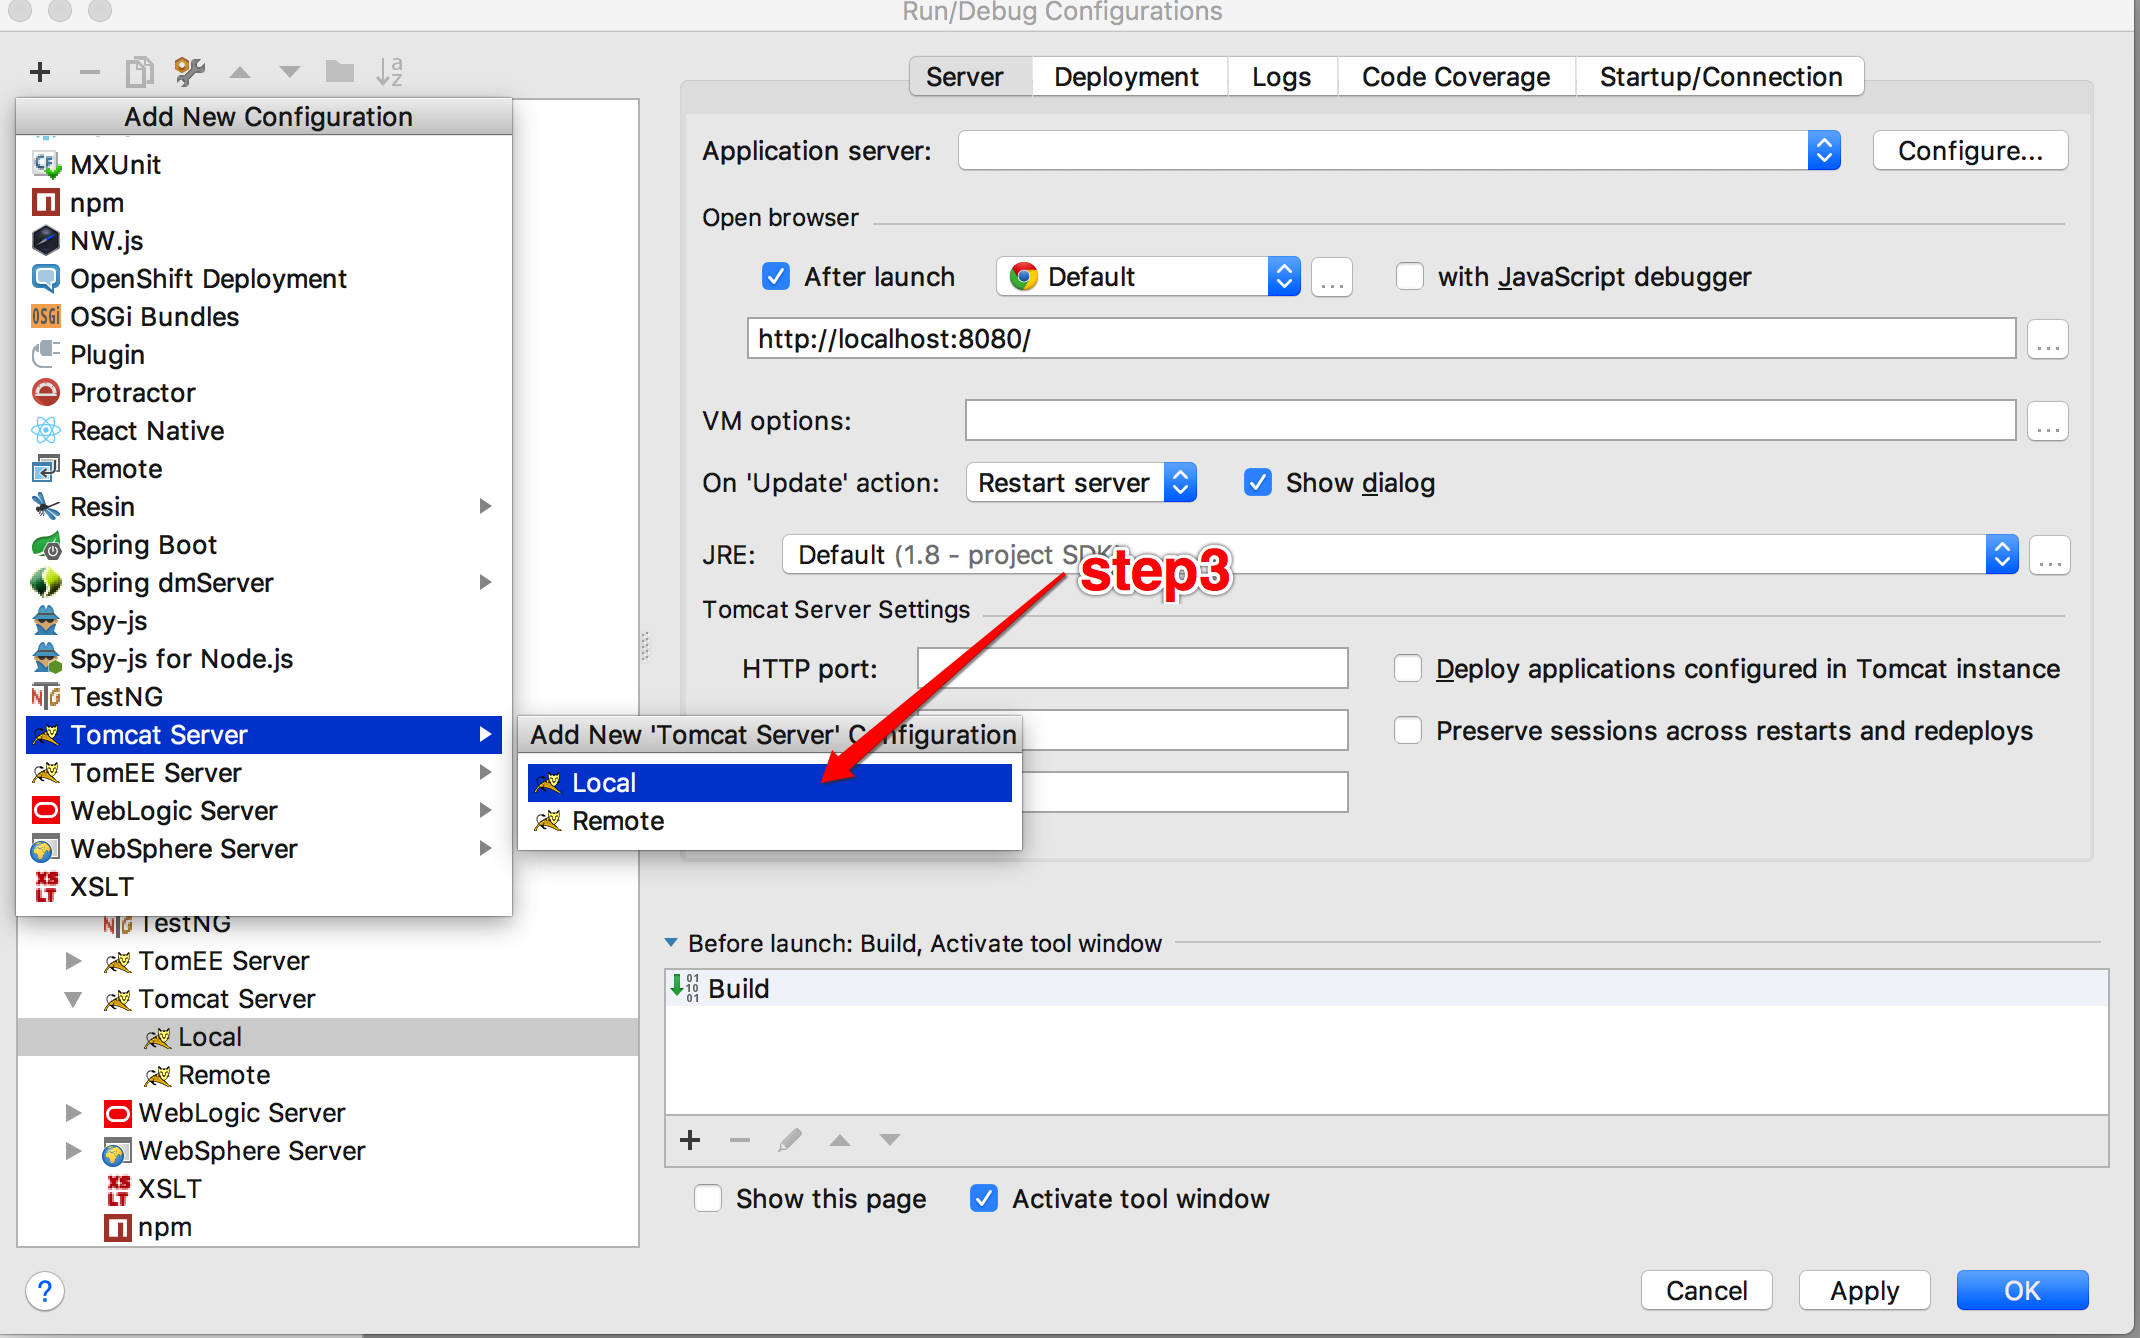 Run/Debug Configurations
Add New Configuration
MXUnit
npm
NW.js
OpenShift Deployment
OSGi Bundles
Plugin
Protractor
React Native
Remote
Resin
Spring Boot
Spring dmServer
Spy-js
Spy-js for Node.js
TestNG
Tomcat Server
TomEE Server
WebLogic Server
WebSphere Server
XSLT
TestNG
TomEE Server
Tomcat Server
Local
Remote
WebLogic Server
WebSphere Server
XSLT
npm
Add New 'Tomcat Server' Configuration
Local
Remote
Server Deployment Logs Code Coverage Startup/Connection
Application server: Configure...
Open browser
After launch Default ... with JavaScript debugger
http://localhost:8080/ ...
VM options: ...
On 'Update' action: Restart server Show dialog
JRE: Default (1.8 - project SDK) ...
step3
Tomcat Server Settings
HTTP port: Deploy applications configured in Tomcat instance
Preserve sessions across restarts and redeploys
Before launch: Build, Activate tool window
Build
Show this page Activate tool window
? Cancel Apply OK